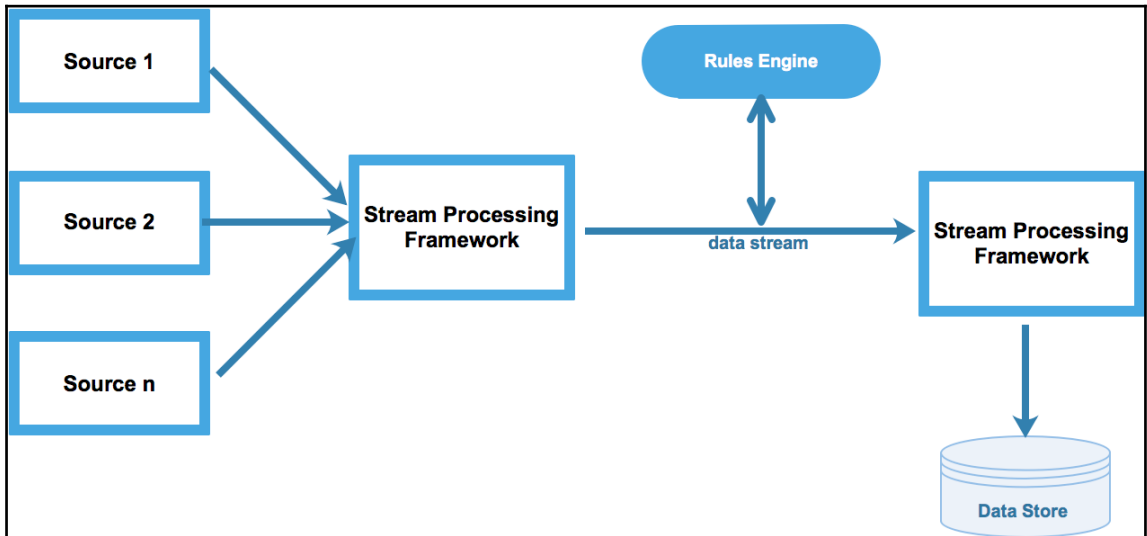 Source 1
Rules Engine
Source 2
Stream Processing
Framework
data stream
Stream Processing
Framework
Source n
Data Store